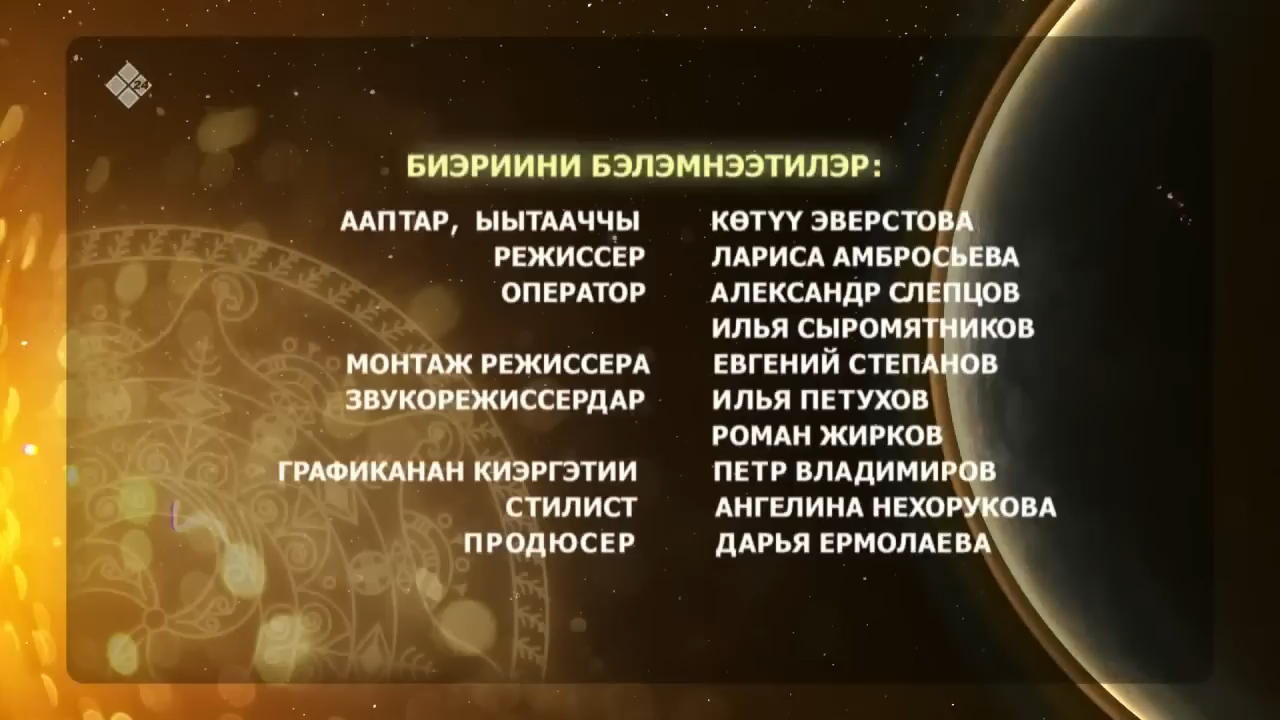 24
БИЭРИИНИ БЭЛЭМНЭЭТИЛЭР:
ААПТАР, ЫЫТААЧЧЫ КӨТҮҮ ЭВЕРСТОВА
РЕЖИССЕР ЛАРИСА АМБРОСЬЕВА
ОПЕРАТОР АЛЕКСАНДР СЛЕПЦОВ
ИЛЬЯ СЫРОМЯТНИКОВ
МОНТАЖ РЕЖИССЕРА ЕВГЕНИЙ СТЕПАНОВ
ЗВУКОРЕЖИССЕРДАР ИЛЬЯ ПЕТУХОВ
РОМАН ЖИРКОВ
ГРАФИКАНАН КИЭРГЭТИИ ПЕТР ВЛАДИМИРОВ
СТИЛИСТ АНГЕЛИНА НЕХОРУКОВА
ПРОДЮСЕР ДАРЬЯ ЕРМОЛАЕВА